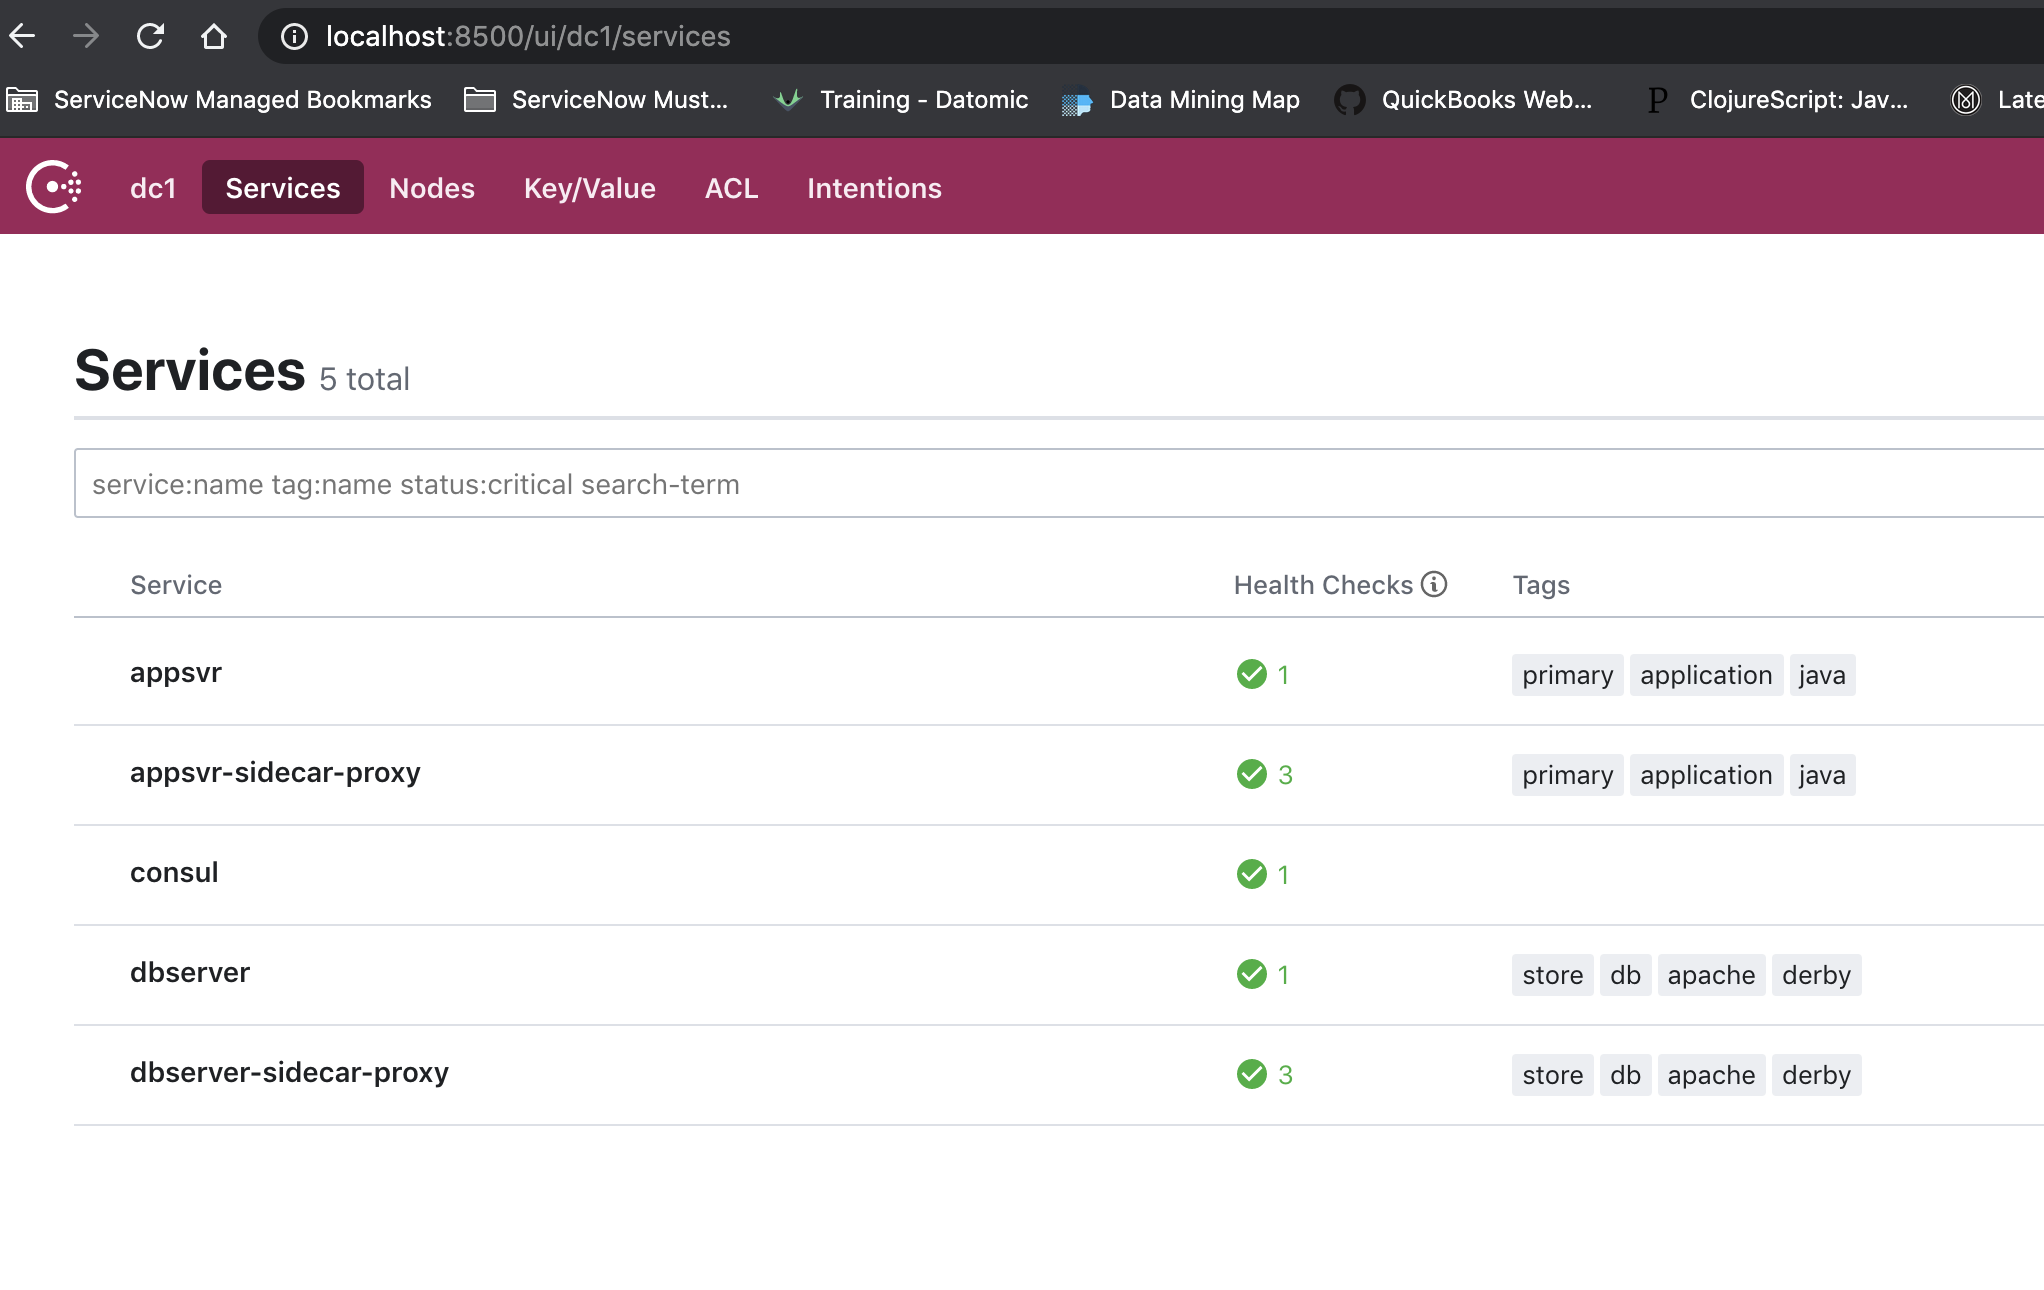 localhost:8500/ui/dc1/services
ServiceNow Managed Bookmarks ServiceNow Must... Training - Datomic Data Mining Map QuickBooks Web... P ClojureScript: Jav... Late
dc1 Services Nodes Key/Value ACL Intentions
Services 5 total
service:name tag:name status:critical search-term
Service Health Checks Tags
appsvr 1 primary application java
appsvr-sidecar-proxy 3 primary application java
consul 1
dbserver 1 store db apache derby
dbserver-sidecar-proxy 3 store db apache derby